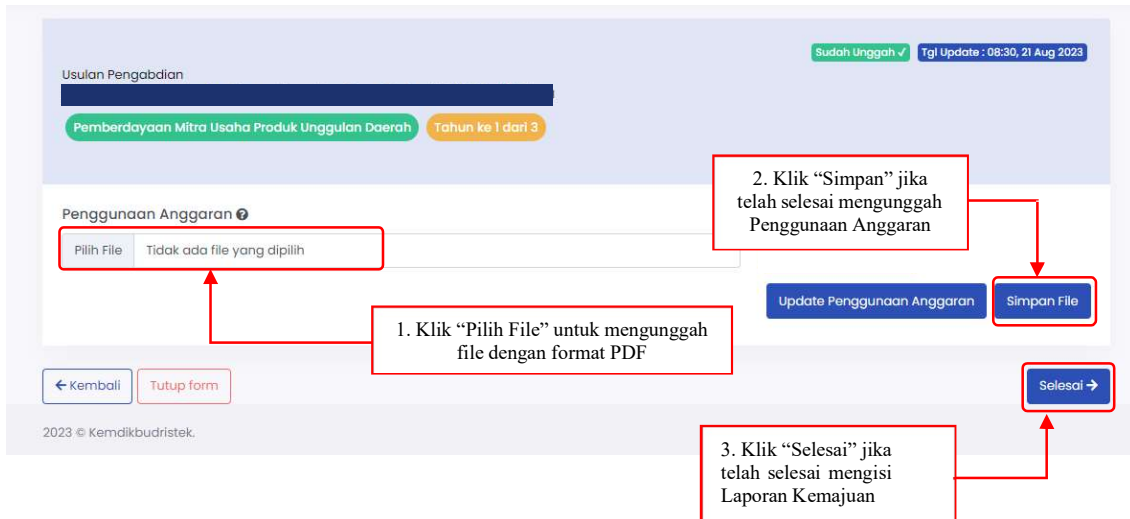 Sudah Unggah ✓ Tgl Update : 08:30, 21 Aug 2023
Usulan Pengabdian
Pemberdayaan Mitra Usaha Produk Unggulan Daerah Tahun ke 1 dari 3
2. Klik “Simpan” jika
telah selesai mengunggah
Penggunaan Anggaran
Penggunaan Anggaran
Pilih File Tidak ada file yang dipilih
Update Penggunaan Anggaran Simpan File
1. Klik “Pilih File” untuk mengunggah
file dengan format PDF
← Kembali Tutup form Selesai →
2023 © Kemdikbudristek.
3. Klik “Selesai” jika
telah selesai mengisi
Laporan Kemajuan